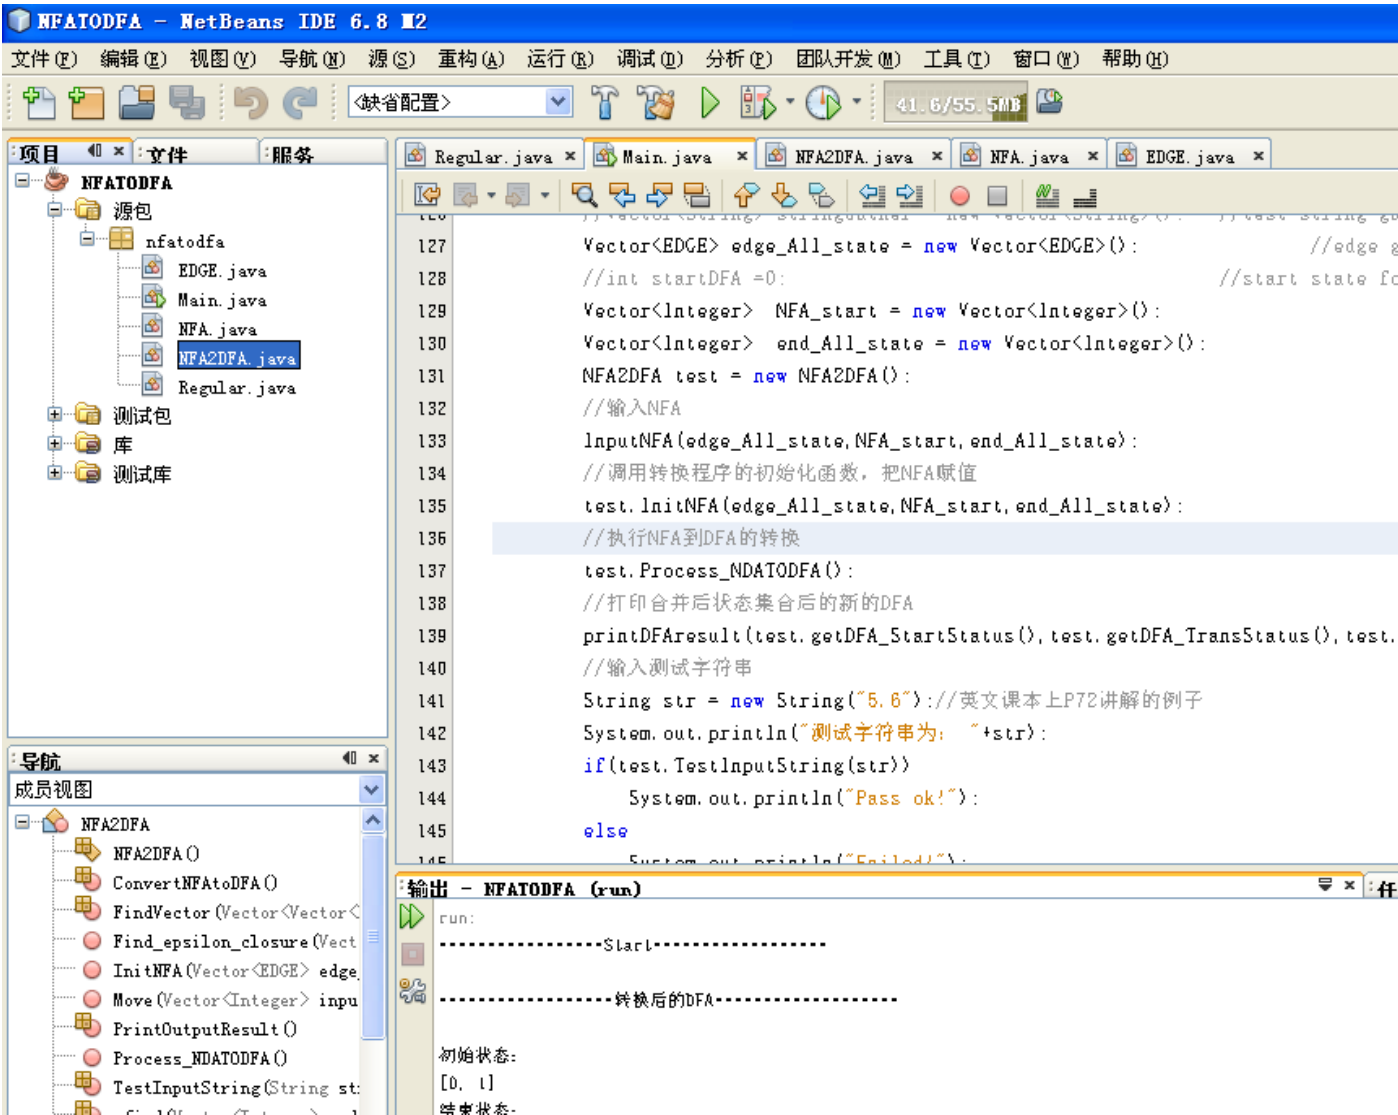 NFATODFA - NetBeans IDE 6.8 M2
文件(F) 编辑(E) 视图(V) 导航(N) 源(S) 重构(A) 运行(R) 调试(D) 分析(P) 团队开发(M) 工具(T) 窗口(W) 帮助(H)
<缺省配置>
41.6/55.5MB
项目 文件 服务
NFATODFA
源包
nfatodfa
EDGE.java
Main.java
NFA.java
NFA2DFA.java
Regular.java
测试包
库
测试库
导航
成员视图
NFA2DFA
NFA2DFA()
ConvertNFAtoDFA()
FindVector(Vector<Vector<
Find_epsilon_closure(Vect
InitNFA(Vector<EDGE> edge_
Move(Vector<Integer> inpu
PrintOutputResult()
Process_NDATODFA()
TestInputString(String st
Regular.java Main.java NFA2DFA.java NFA.java EDGE.java
127 Vector<EDGE> edge_All_state = new Vector<EDGE>(); //edge g
128 //int startDFA =0; //start state fo
129 Vector<Integer> NFA_start = new Vector<Integer>();
130 Vector<Integer> end_All_state = new Vector<Integer>();
131 NFA2DFA test = new NFA2DFA();
132 //输入NFA
133 InputNFA(edge_All_state,NFA_start,end_All_state);
134 //调用转换程序的初始化函数，把NFA赋值
135 test.InitNFA(edge_All_state,NFA_start,end_All_state);
136 //执行NFA到DFA的转换
137 test.Process_NDATODFA();
138 //打印合并后状态集合后的新的DFA
139 printDFAresult(test.getDFA_StartStatus(),test.getDFA_TransStatus(),test.
140 //输入测试字符串
141 String str = new String("5.6");//英文课本上P72讲解的例子
142 System.out.println("测试字符串为： "+str);
143 if(test.TestInputString(str))
144 System.out.println("Pass ok!");
145 else
146 System.out.println("Failed!");
输出 - NFATODFA (run)
任
run:
-----------------Start------------------
------------------转换后的DFA-------------------
初始状态:
[0, 1]
结束状态: